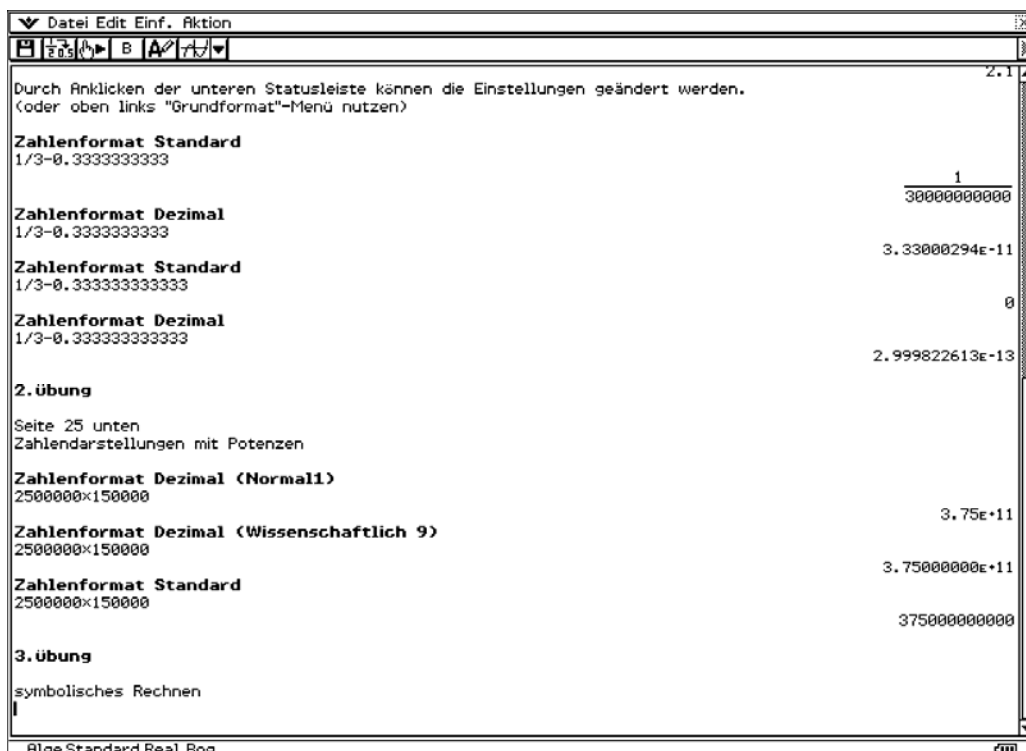 Datei Edit Einf. Aktion
B
2.1
Durch Anklicken der unteren Statusleiste können die Einstellungen geändert werden.
(oder oben links "Grundformat"-Menü nutzen)
Zahlenformat Standard
1/3-0.3333333333
1
30000000000
Zahlenformat Dezimal
1/3-0.3333333333
3.33000294E-11
Zahlenformat Standard
1/3-0.333333333333
0
Zahlenformat Dezimal
1/3-0.333333333333
2.999822613E-13
2.übung
Seite 25 unten
Zahlendarstellungen mit Potenzen
Zahlenformat Dezimal (Normal1)
2500000×150000
3.75E+11
Zahlenformat Dezimal (Wissenschaftlich 9)
2500000×150000
3.75000000E+11
Zahlenformat Standard
2500000×150000
375000000000
3.übung
symbolisches Rechnen
Alge Standard Real Bog